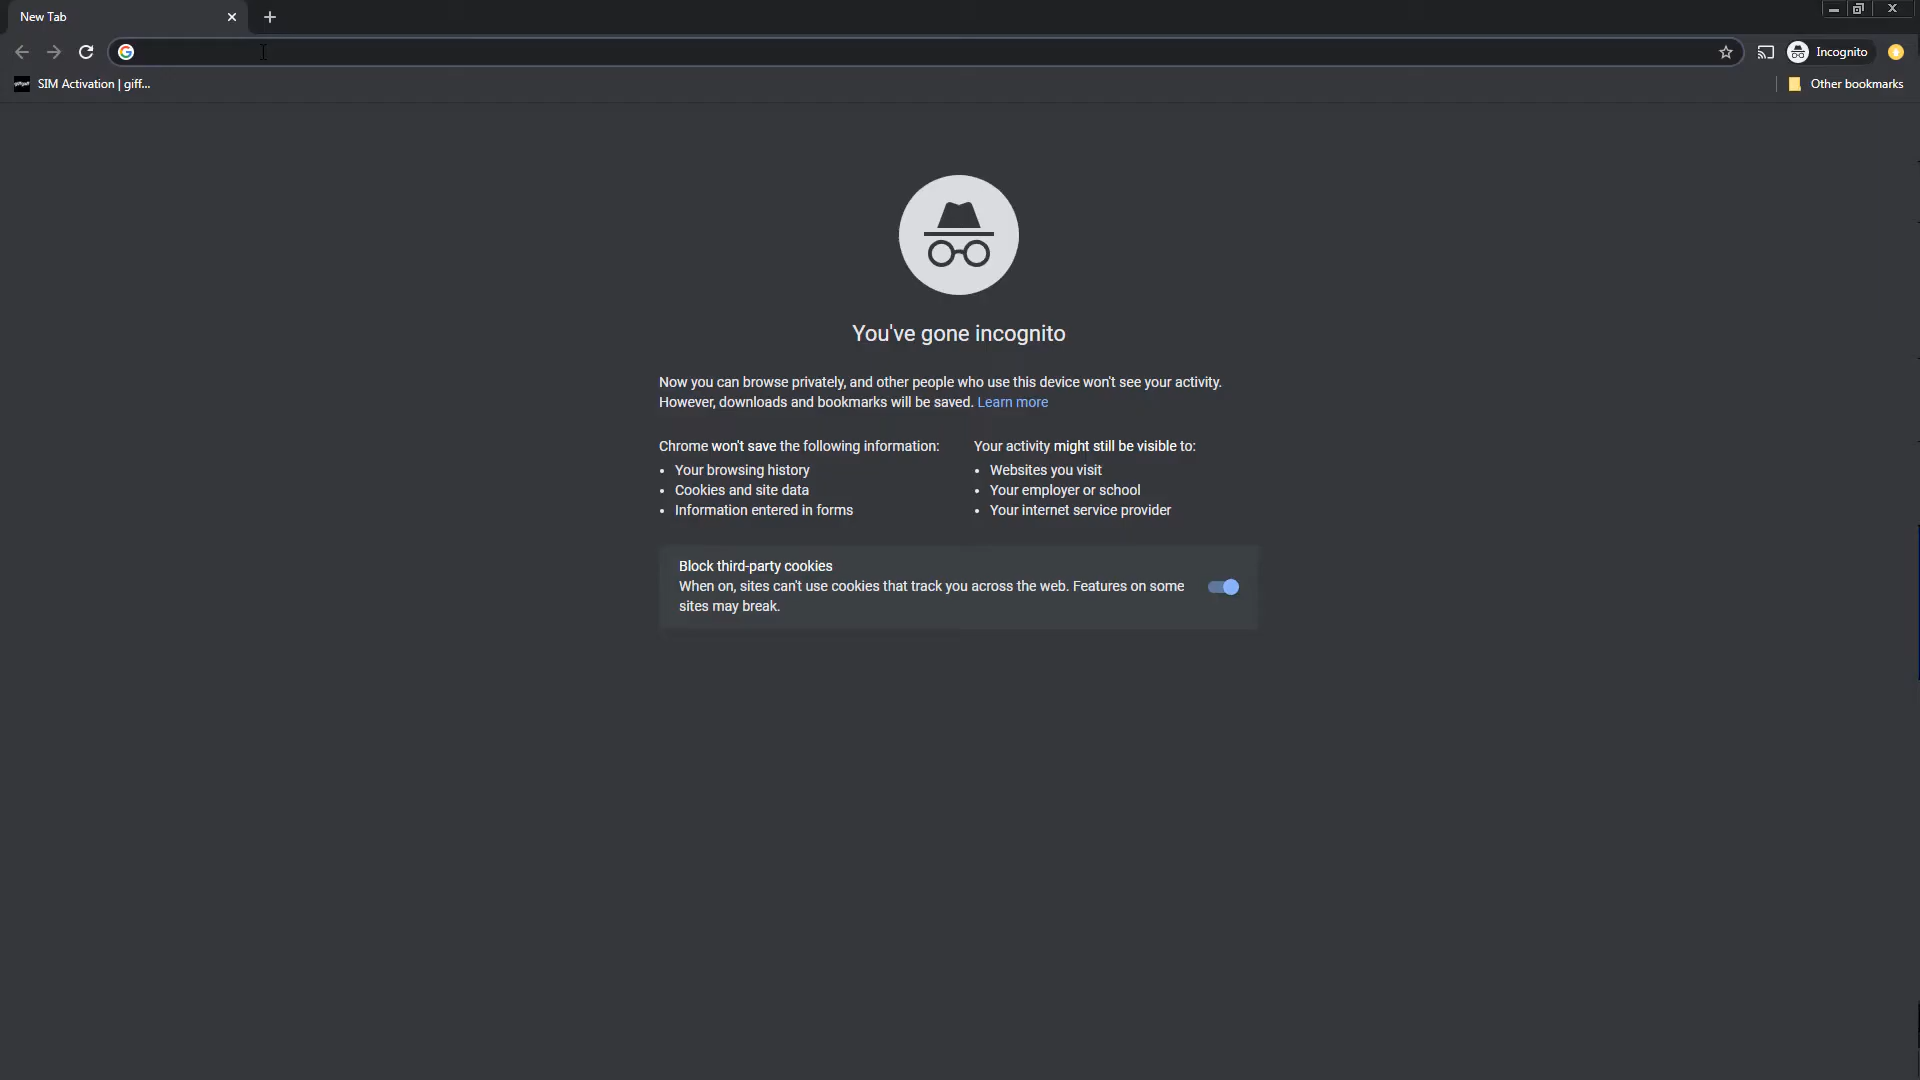 New Tab
Incognito
SIM Activation | giff...
Other bookmarks
You've gone incognito
Now you can browse privately, and other people who use this device won't see your activity.
However, downloads and bookmarks will be saved. Learn more
Chrome won't save the following information:
Your browsing history
Cookies and site data
Information entered in forms
Your activity might still be visible to:
Websites you visit
Your employer or school
Your internet service provider
Block third-party cookies
When on, sites can't use cookies that track you across the web. Features on some
sites may break.